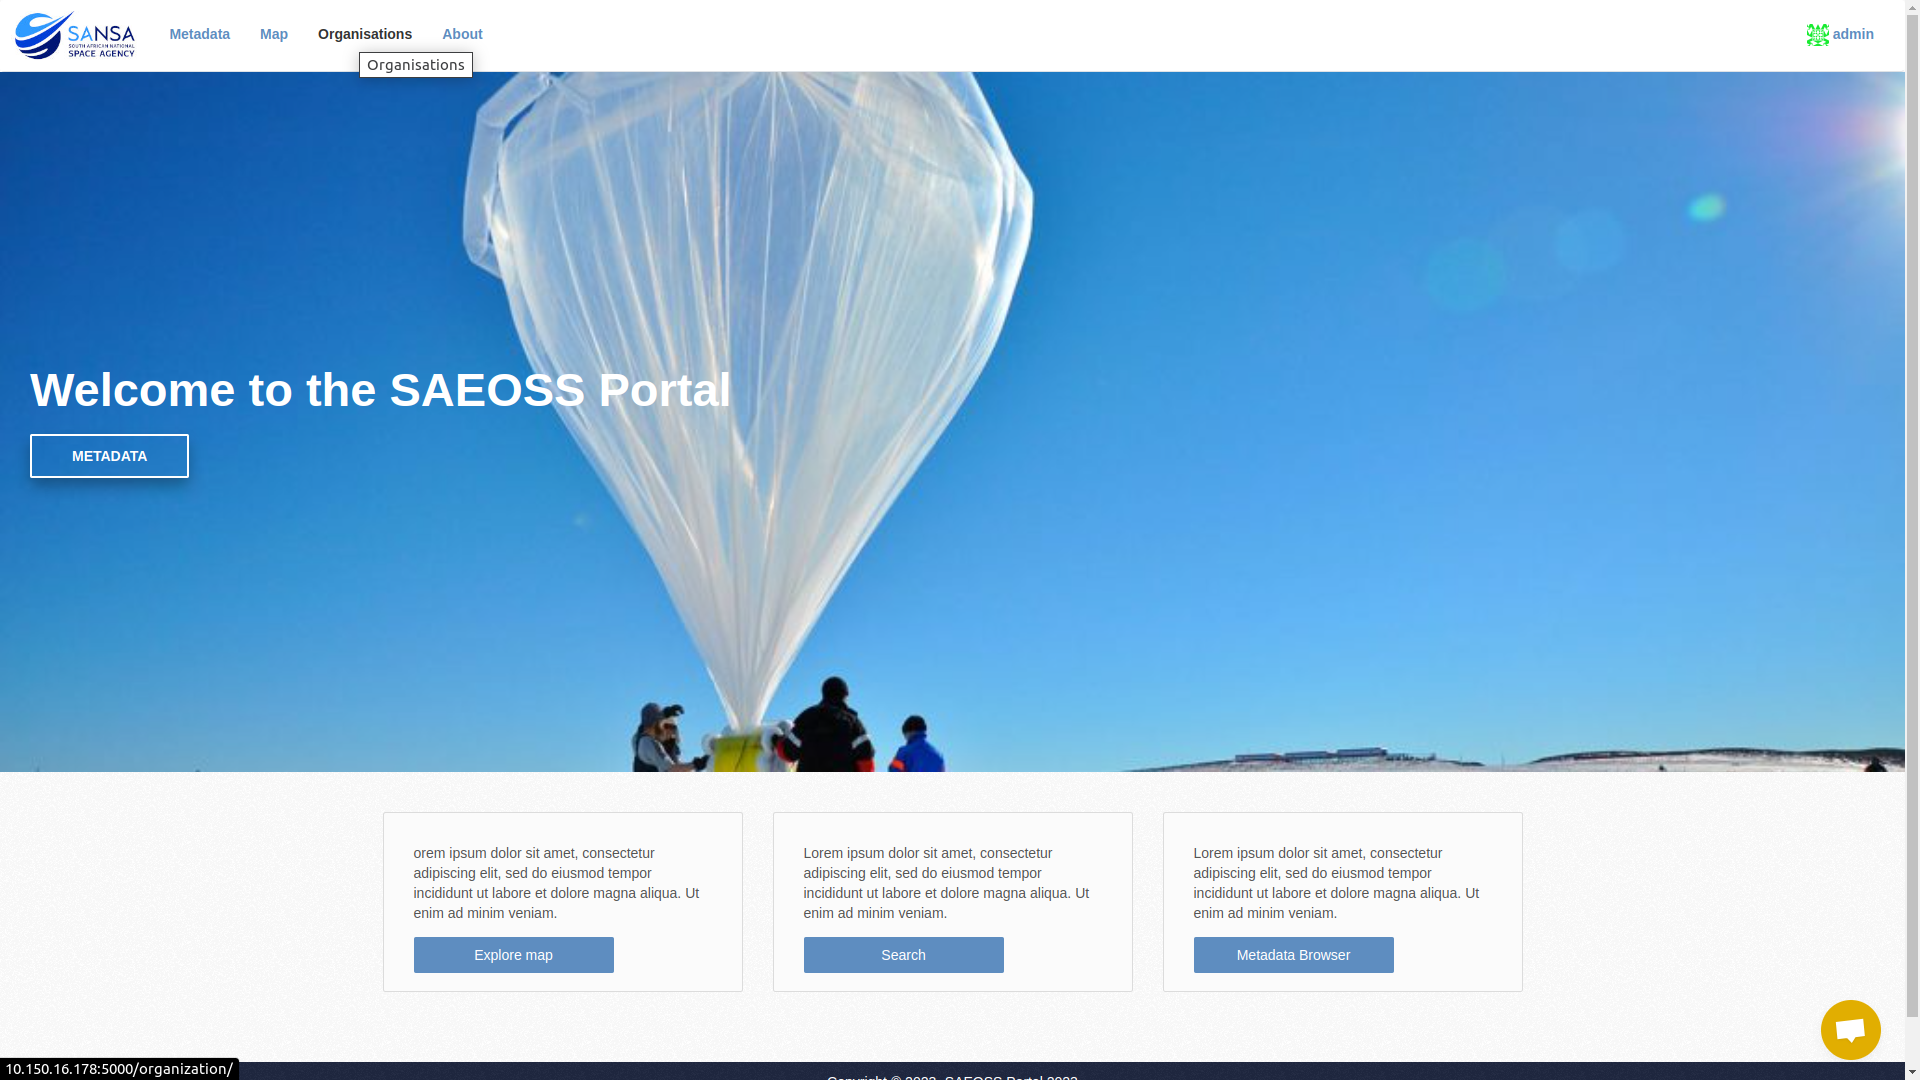 SANSA
SOUTH AFRICAN NATIONAL
SPACE AGENCY
Metadata
Map
Organisations
About
admin
Organisations
Welcome to the SAEOSS Portal
METADATA
orem ipsum dolor sit amet, consectetur
adipiscing elit, sed do eiusmod tempor
incididunt ut labore et dolore magna aliqua. Ut
enim ad minim veniam.
Explore map
Lorem ipsum dolor sit amet, consectetur
adipiscing elit, sed do eiusmod tempor
incididunt ut labore et dolore magna aliqua. Ut
enim ad minim veniam.
Search
Lorem ipsum dolor sit amet, consectetur
adipiscing elit, sed do eiusmod tempor
incididunt ut labore et dolore magna aliqua. Ut
enim ad minim veniam.
Metadata Browser
10.150.16.178:5000/organization/
Copyright © 2022 SAEOSS Portal 2022